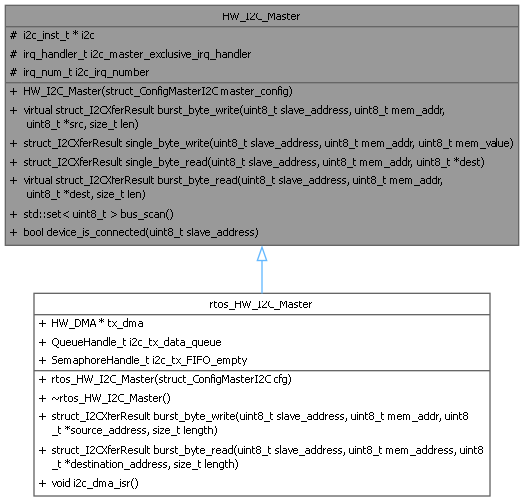 HW_I2C_Master
# i2c_inst_t * i2c
# irq_handler_t i2c_master_exclusive_irq_handler
# irq_num_t i2c_irq_number
+ HW_I2C_Master(struct_ConfigMasterI2C master_config)
+ virtual struct_I2CXferResult burst_byte_write(uint8_t slave_address, uint8_t mem_addr,
uint8_t *src, size_t len)
+ struct_I2CXferResult single_byte_write(uint8_t slave_address, uint8_t mem_addr, uint8_t mem_value)
+ struct_I2CXferResult single_byte_read(uint8_t slave_address, uint8_t mem_addr, uint8_t *dest)
+ virtual struct_I2CXferResult burst_byte_read(uint8_t slave_address, uint8_t mem_addr,
uint8_t *dest, size_t len)
+ std::set< uint8_t > bus_scan()
+ bool device_is_connected(uint8_t slave_address)
rtos_HW_I2C_Master
+ HW_DMA * tx_dma
+ QueueHandle_t i2c_tx_data_queue
+ SemaphoreHandle_t i2c_tx_FIFO_empty
+ rtos_HW_I2C_Master(struct_ConfigMasterI2C cfg)
+ ~rtos_HW_I2C_Master()
+ struct_I2CXferResult burst_byte_write(uint8_t slave_address, uint8_t mem_addr, uint8
_t *source_address, size_t length)
+ struct_I2CXferResult burst_byte_read(uint8_t slave_address, uint8_t mem_address, uint8
_t *destination_address, size_t length)
+ void i2c_dma_isr()